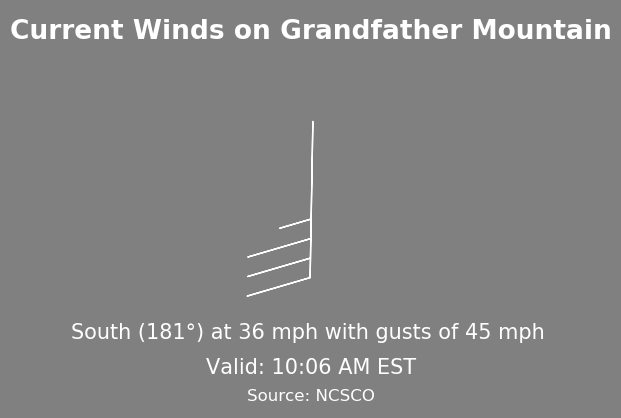 Current Winds on Grandfather Mountain
South (181°) at 36 mph with gusts of 45 mph
Valid: 10:06 AM EST
Source: NCSCO